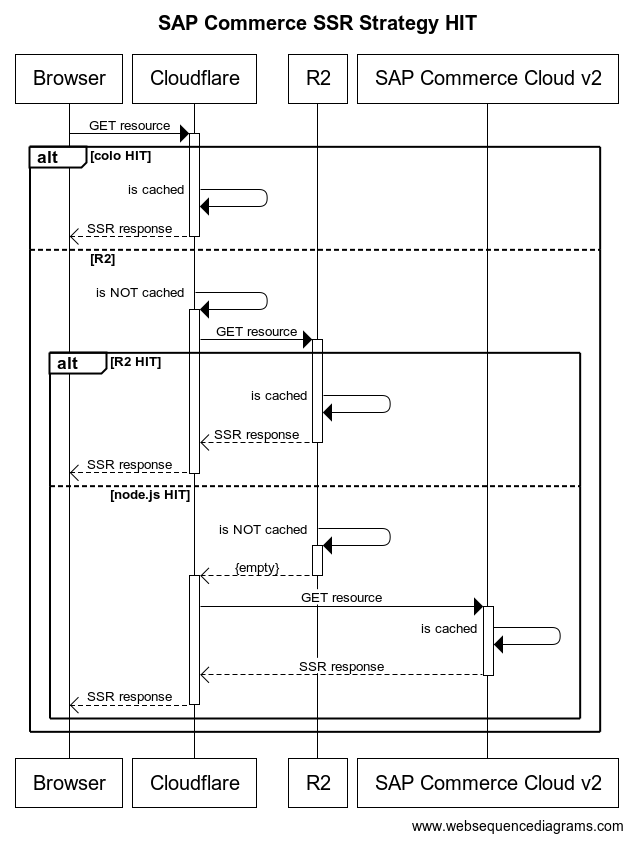 SAP Commerce SSR Strategy HIT
Browser Cloudflare R2 SAP Commerce Cloud v2
GET resource
alt [colo HIT]
is cached
SSR response
[R2]
is NOT cached
GET resource
alt [R2 HIT]
is cached
SSR response
SSR response
[node.js HIT]
is NOT cached
{empty}
GET resource
is cached
SSR response
SSR response
Browser Cloudflare R2 SAP Commerce Cloud v2
www.websequencediagrams.com